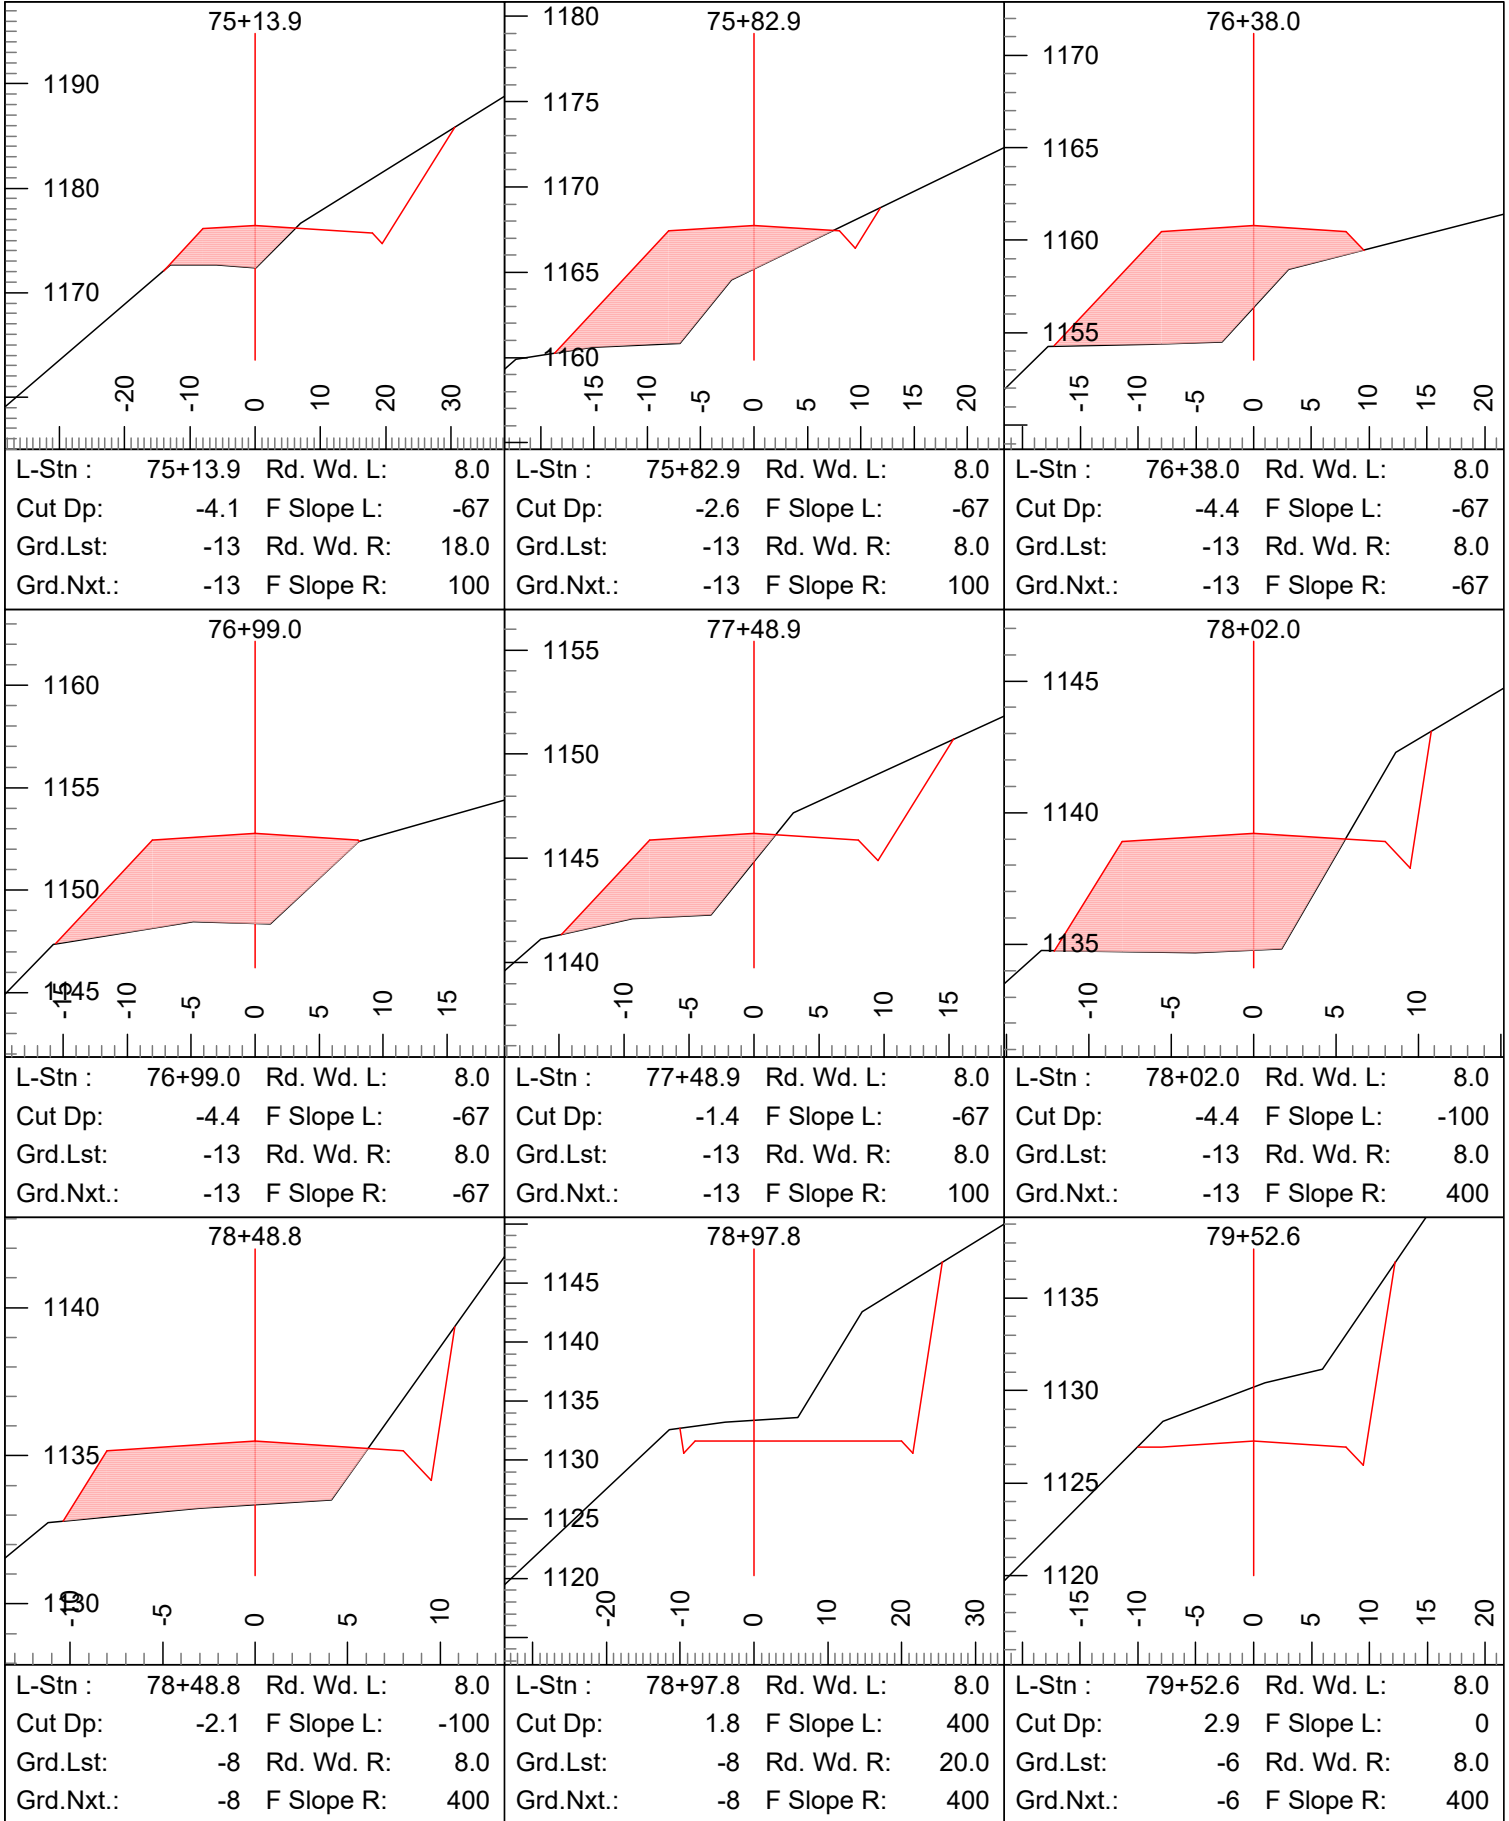 75+13.9
1190
1180
1170
-20 -10 0 10 20 30
L-Stn : 75+13.9 Rd. Wd. L: 8.0
Cut Dp: -4.1 F Slope L: -67
Grd.Lst: -13 Rd. Wd. R: 18.0
Grd.Nxt.: -13 F Slope R: 100
75+82.9
1180
1175
1170
1165
1160
-15 -10 -5 0 5 10 15 20
L-Stn : 75+82.9 Rd. Wd. L: 8.0
Cut Dp: -2.6 F Slope L: -67
Grd.Lst: -13 Rd. Wd. R: 8.0
Grd.Nxt.: -13 F Slope R: 100
76+38.0
1170
1165
1160
1155
-15 -10 -5 0 5 10 15 20
L-Stn : 76+38.0 Rd. Wd. L: 8.0
Cut Dp: -4.4 F Slope L: -67
Grd.Lst: -13 Rd. Wd. R: 8.0
Grd.Nxt.: -13 F Slope R: -67
76+99.0
1160
1155
1150
1145
-15 -10 -5 0 5 10 15
L-Stn : 76+99.0 Rd. Wd. L: 8.0
Cut Dp: -4.4 F Slope L: -67
Grd.Lst: -13 Rd. Wd. R: 8.0
Grd.Nxt.: -13 F Slope R: -67
77+48.9
1155
1150
1145
1140
-10 -5 0 5 10 15
L-Stn : 77+48.9 Rd. Wd. L: 8.0
Cut Dp: -1.4 F Slope L: -67
Grd.Lst: -13 Rd. Wd. R: 8.0
Grd.Nxt.: -13 F Slope R: 100
78+02.0
1145
1140
1135
-10 -5 0 5 10
L-Stn : 78+02.0 Rd. Wd. L: 8.0
Cut Dp: -4.4 F Slope L: -100
Grd.Lst: -13 Rd. Wd. R: 8.0
Grd.Nxt.: -13 F Slope R: 400
78+48.8
1140
1135
1130
-10 -5 0 5 10
L-Stn : 78+48.8 Rd. Wd. L: 8.0
Cut Dp: -2.1 F Slope L: -100
Grd.Lst: -8 Rd. Wd. R: 8.0
Grd.Nxt.: -8 F Slope R: 400
78+97.8
1145
1140
1135
1130
1125
1120
-20 -10 0 10 20 30
L-Stn : 78+97.8 Rd. Wd. L: 8.0
Cut Dp: 1.8 F Slope L: 400
Grd.Lst: -8 Rd. Wd. R: 20.0
Grd.Nxt.: -8 F Slope R: 400
79+52.6
1135
1130
1125
1120
-15 -10 -5 0 5 10 15 20
L-Stn : 79+52.6 Rd. Wd. L: 8.0
Cut Dp: 2.9 F Slope L: 0
Grd.Lst: -6 Rd. Wd. R: 8.0
Grd.Nxt.: -6 F Slope R: 400